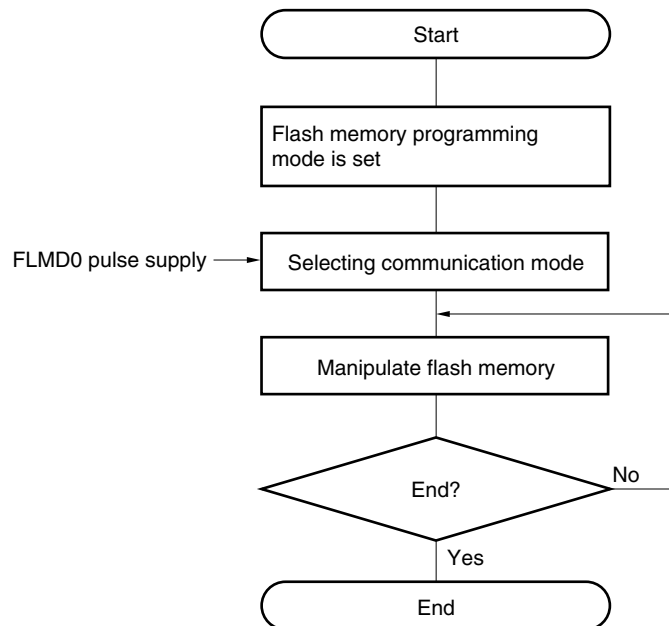 Start
Flash memory programming
mode is set
FLMD0 pulse supply
Selecting communication mode
Manipulate flash memory
End?
No
Yes
End